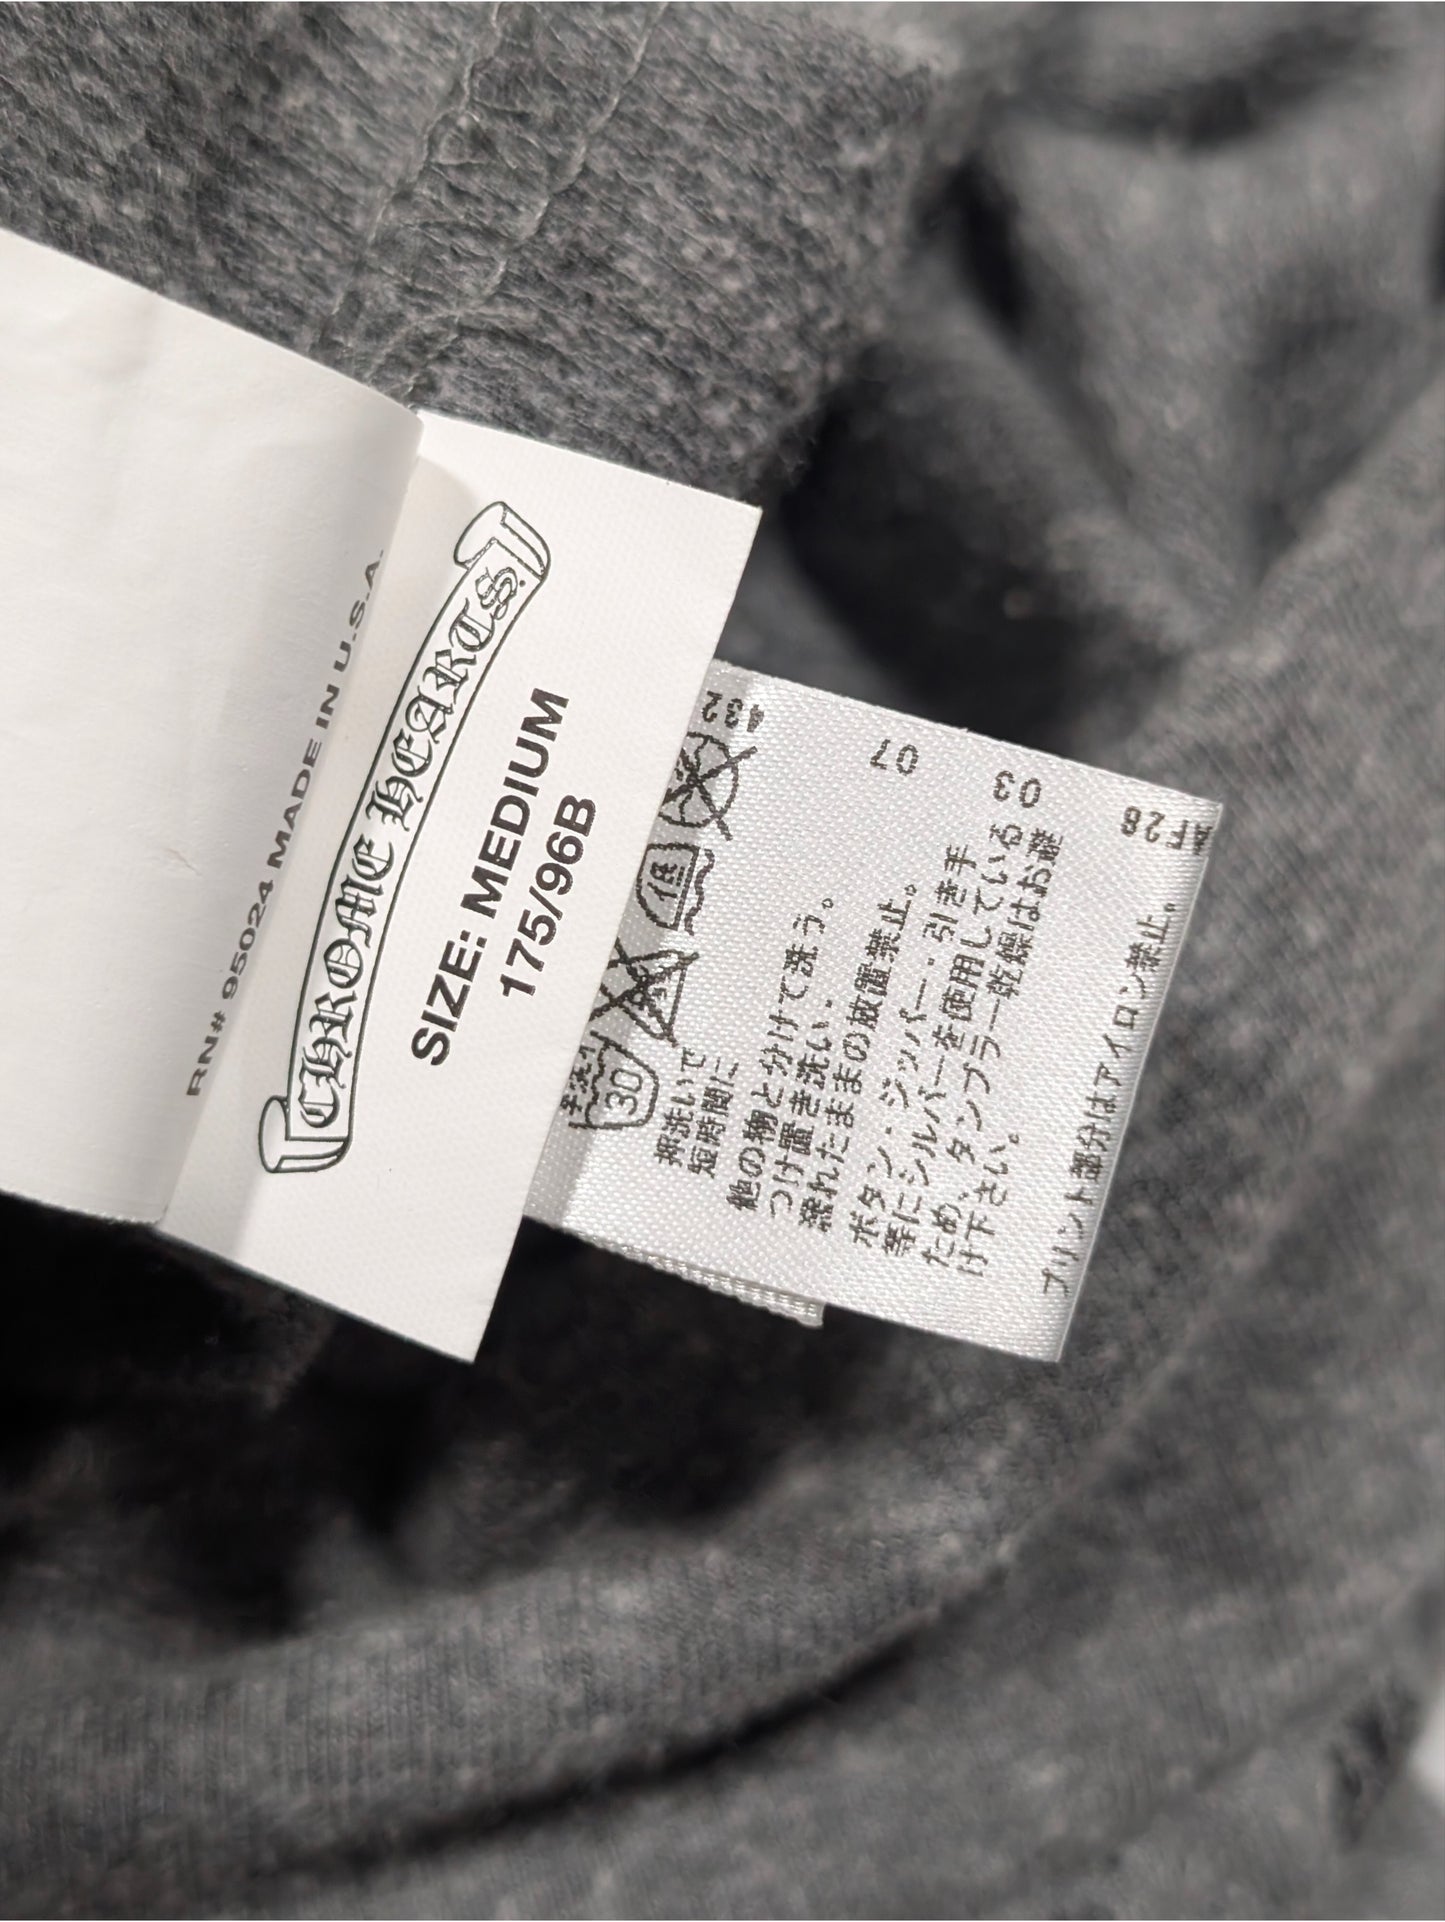 RN# 95024 MADE IN U.S.A.
CHROME HEARTS
SIZE: MEDIUM
175/96B
手洗イ
30
低
押洗いで
短時間に
他の物と分けて洗う。
つけ置き洗い・
濡れたままの放置禁止。
ボタン・ジッパー・引き手
等にシルバーを使用している
ため、タンブラー乾燥はお避
け下さい。
プリント部分はアイロン禁止。
432
07
03
AF28